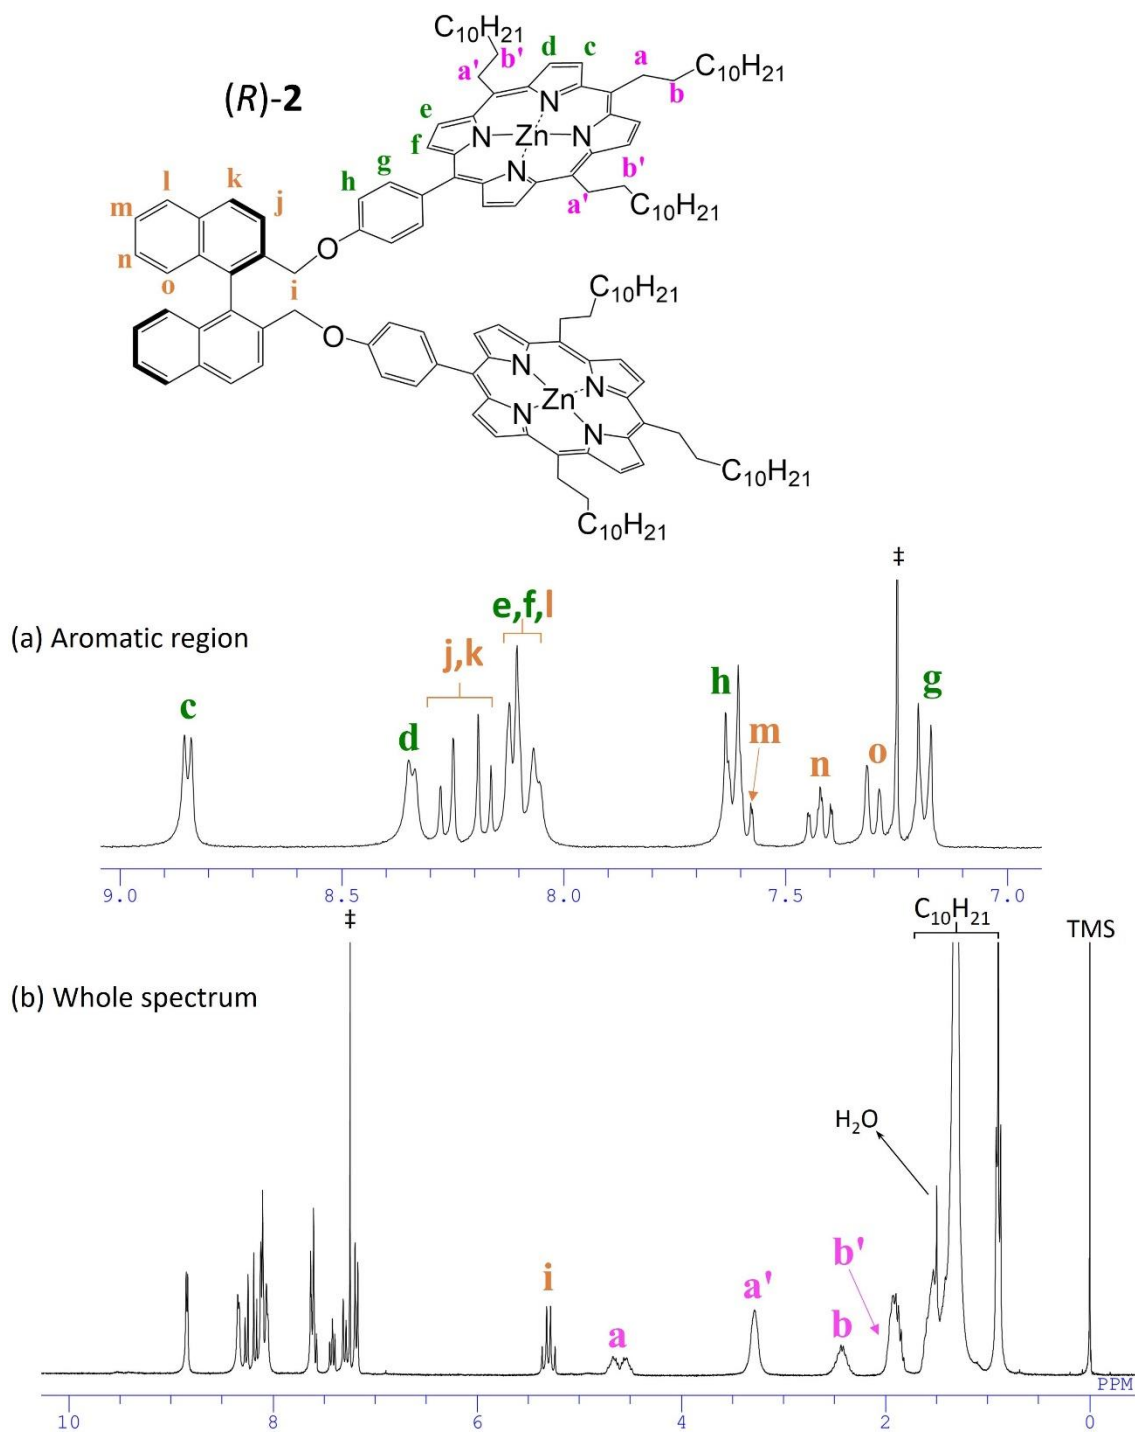 C10H21
b' d c a
a' C10H21
b
(R)-2
N
e N Zn N
f
N b'
g
h
l k a' C10H21
j
m
O
n
o i C10H21
O
N N
Zn
N N
C10H21
C10H21
‡
e,f,l
(a) Aromatic region
j,k
c h g
d m
n o
9.0 8.5 8.0 7.5 7.0
‡ C10H21
TMS
(b) Whole spectrum
H2O
b'
i a'
a b
PPM
10 8 6 4 2 0